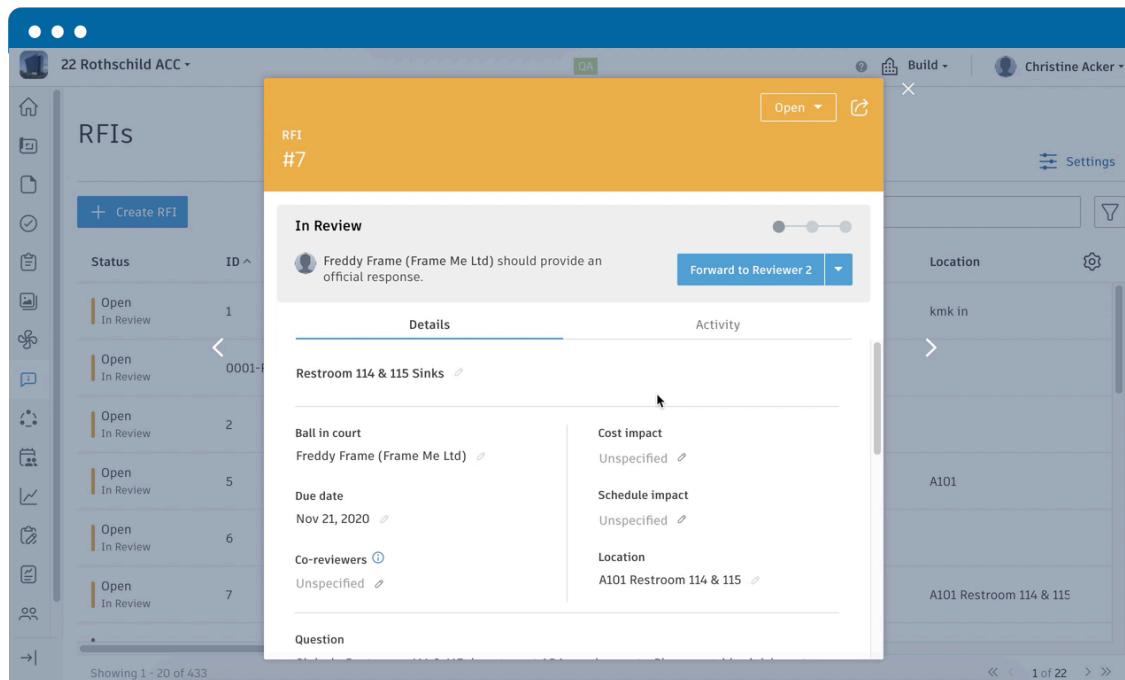 22 Rothschild ACC
QA
Build
Christine Acker
RFIs
Settings
Create RFI
Open
RFI
#7
In Review
Freddy Frame (Frame Me Ltd) should provide an
official response.
Forward to Reviewer 2
Details
Activity
Restroom 114 & 115 Sinks
Ball in court
Freddy Frame (Frame Me Ltd)
Due date
Nov 21, 2020
Co-reviewers
Unspecified
Cost impact
Unspecified
Schedule impact
Unspecified
Location
A101 Restroom 114 & 115
Question
Status ID Location
Open
In Review
1 kmk in
Open
In Review
0001-
Open
In Review
2
Open
In Review
5 A101
Open
In Review
6
Open
In Review
7 A101 Restroom 114 & 115
Showing 1 - 20 of 433
1 of 22